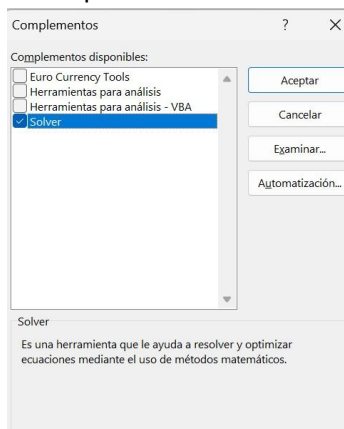 Complementos ? X
Complementos disponibles:
Euro Currency Tools
Herramientas para análisis
Herramientas para análisis - VBA
Solver
Aceptar
Cancelar
Examinar...
Automatización...
Solver
Es una herramienta que le ayuda a resolver y optimizar
ecuaciones mediante el uso de métodos matemáticos.